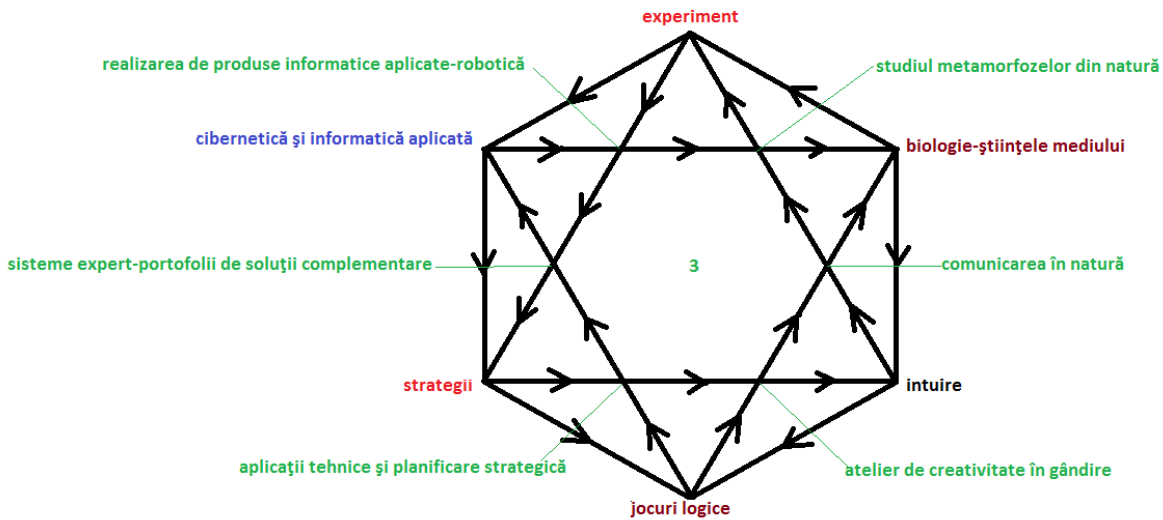 experiment
realizarea de produse informatice aplicate-robotică
studiul metamorfozelor din natură
cibernetică şi informatică aplicată
biologie-ştiinţele mediului
sisteme expert-portofolii de soluţii complementare
3
comunicarea în natură
strategii
intuire
aplicaţii tehnice şi planificare strategică
atelier de creativitate în gândire
jocuri logice